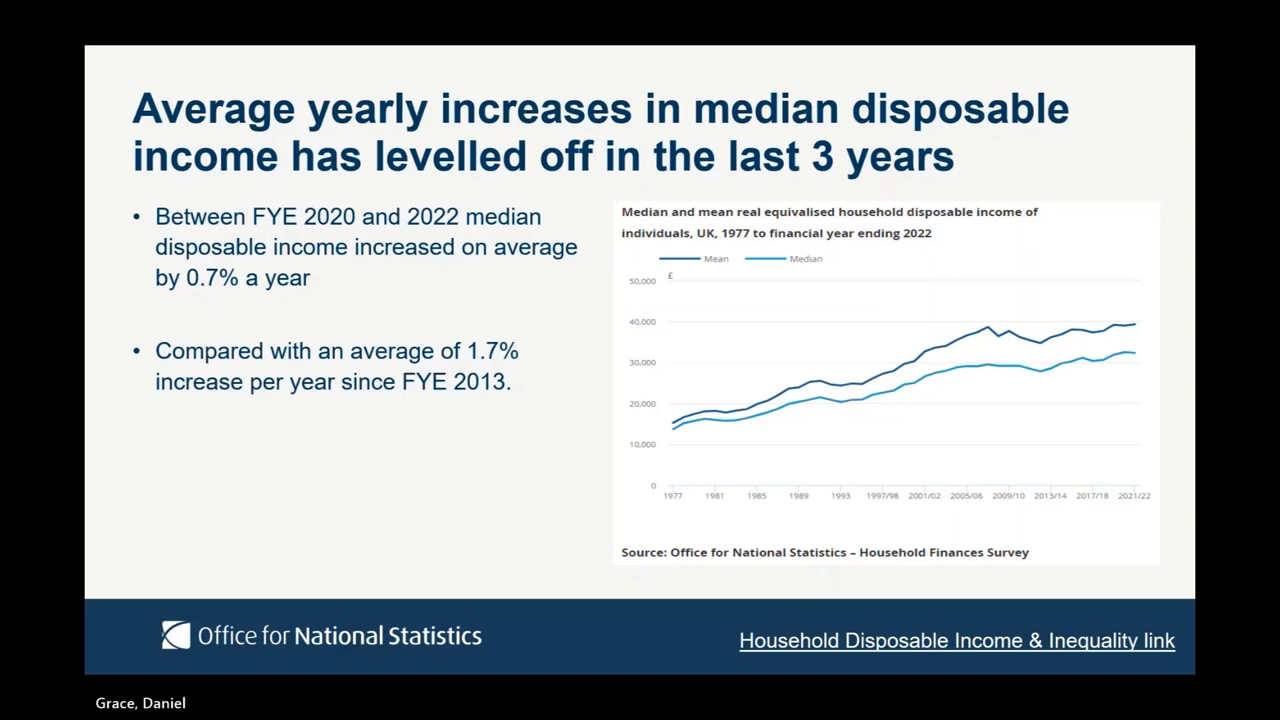 Average yearly increases in median disposable
income has levelled off in the last 3 years
• Between FYE 2020 and 2022 median
disposable income increased on average
by 0.7% a year
• Compared with an average of 1.7%
increase per year since FYE 2013.
Median and mean real equivalised household disposable income of
individuals, UK, 1977 to financial year ending 2022
Mean Median
£
50,000
40,000
30,000
20,000
10,000
0
1977 1981 1985 1989 1993 1997/98 2001/02 2005/06 2009/10 2013/14 2017/18 2021/22
Source: Office for National Statistics – Household Finances Survey
Office for National Statistics
Household Disposable Income & Inequality link
Grace, Daniel